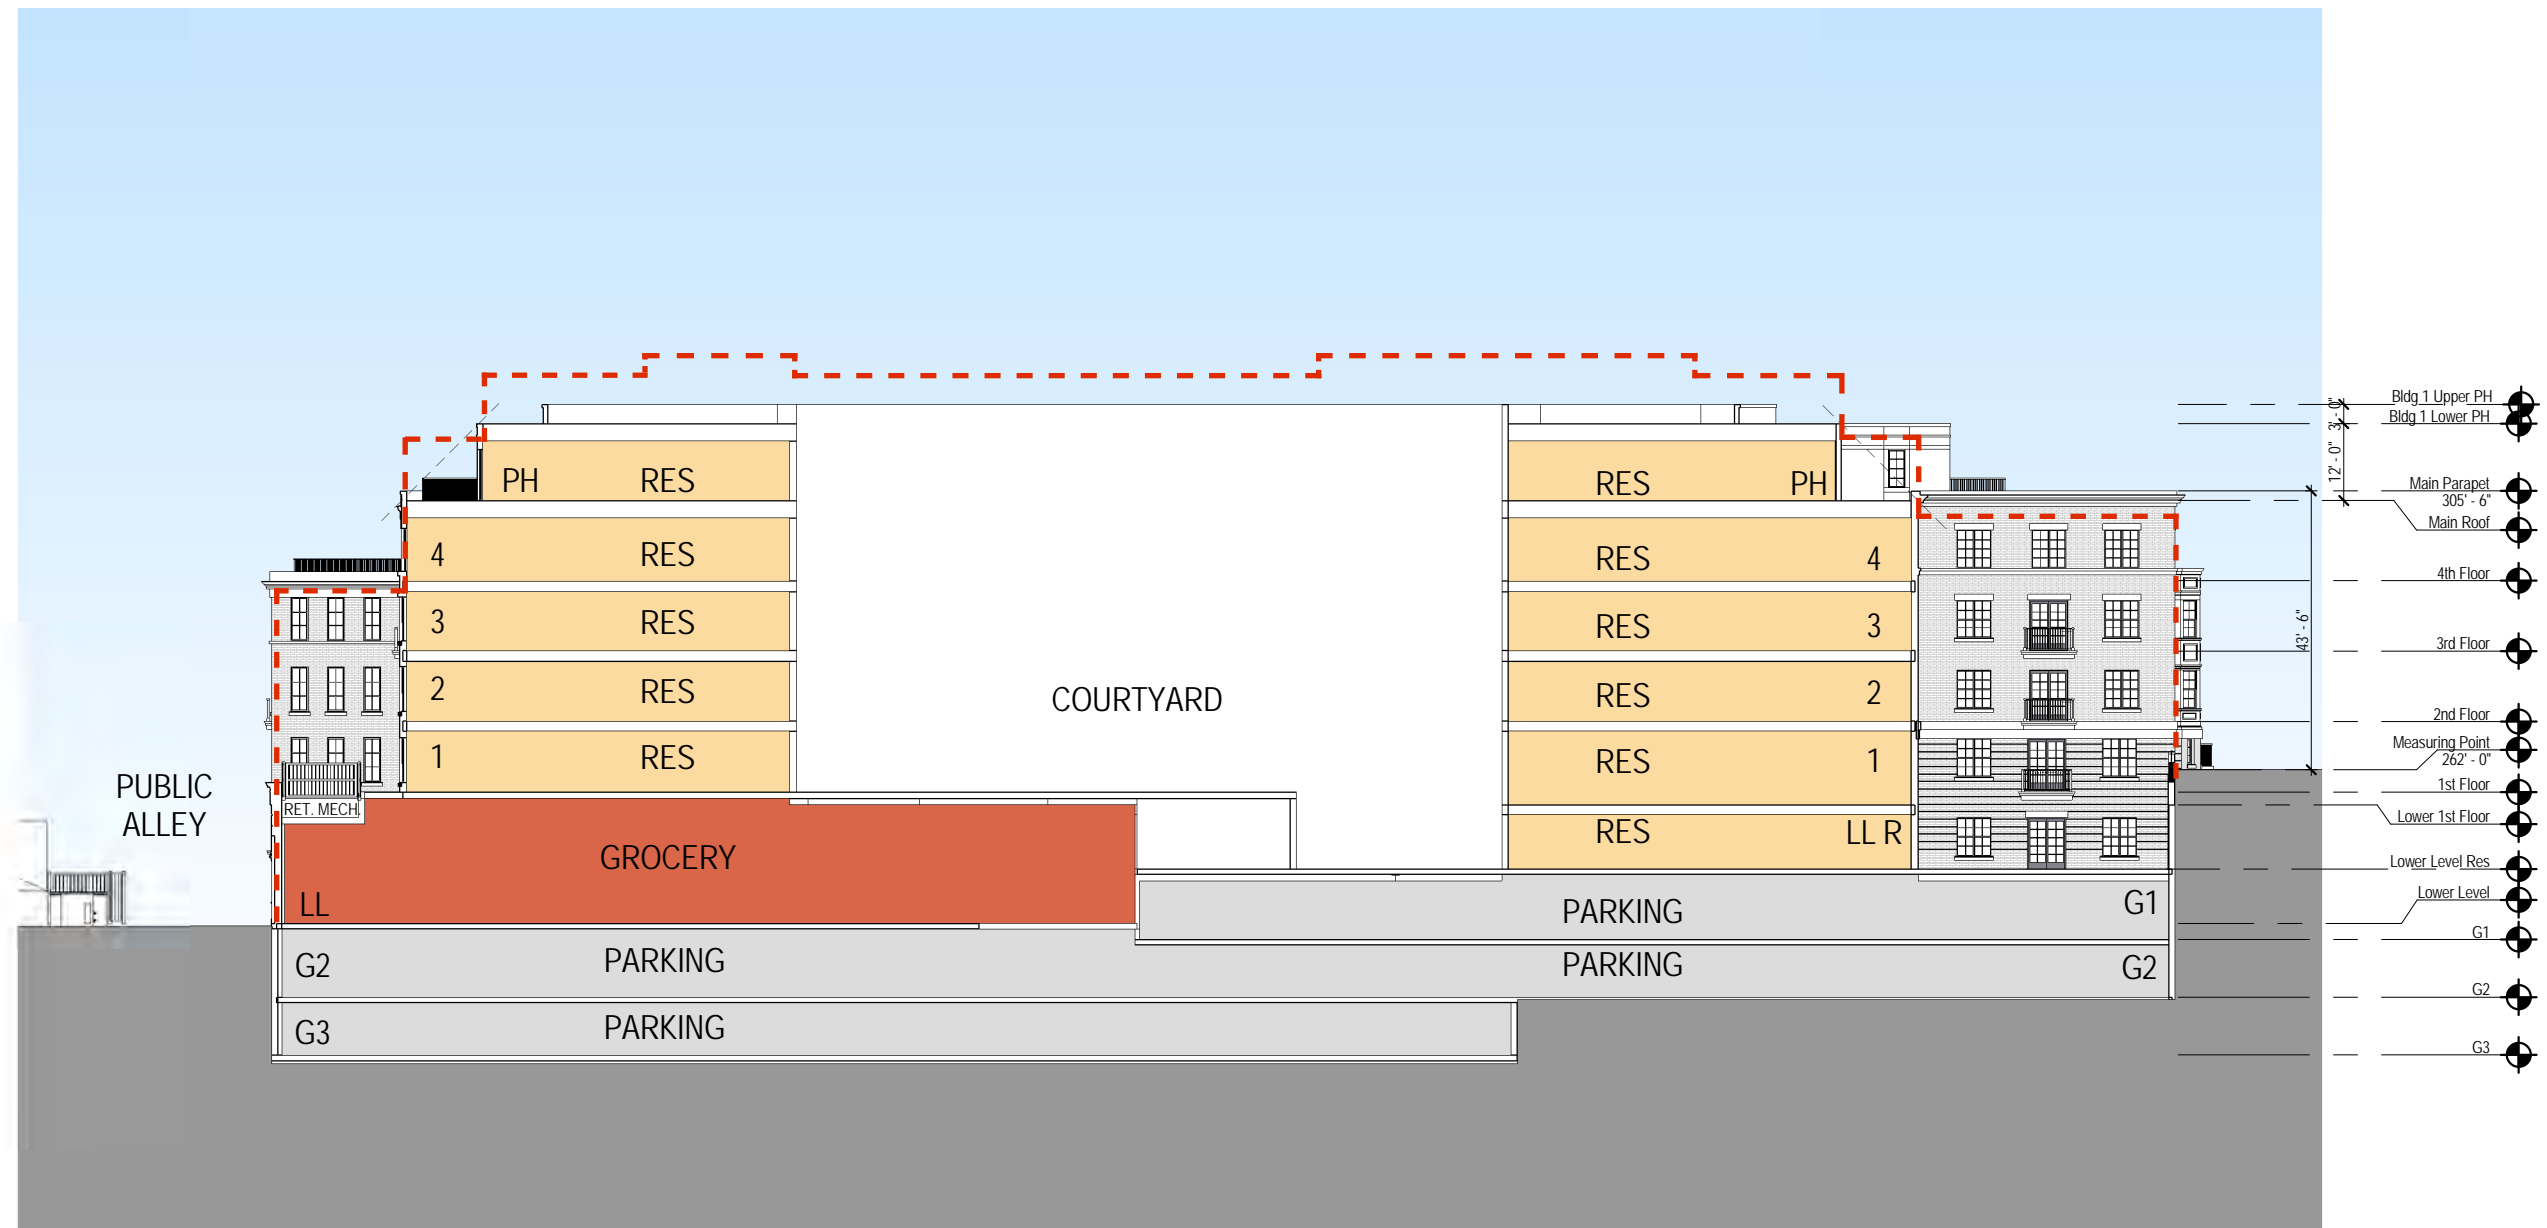 Bldg 1 Upper PH
3' - 0"
Bldg 1 Lower PH
12' - 0"
PH RES
RES PH
Main Parapet
305' - 6"
Main Roof
4 RES
RES 4
4th Floor
3 RES
RES 3
43' - 6"
3rd Floor
2 RES
RES 2
COURTYARD
2nd Floor
Measuring Point
262' - 0"
1 RES
RES 1
1st Floor
PUBLIC
ALLEY
RET. MECH.
Lower 1st Floor
RES LL R
GROCERY
Lower Level Res
LL
Lower Level
PARKING G1
G1
G2 PARKING
PARKING G2
G2
G3 PARKING
G3